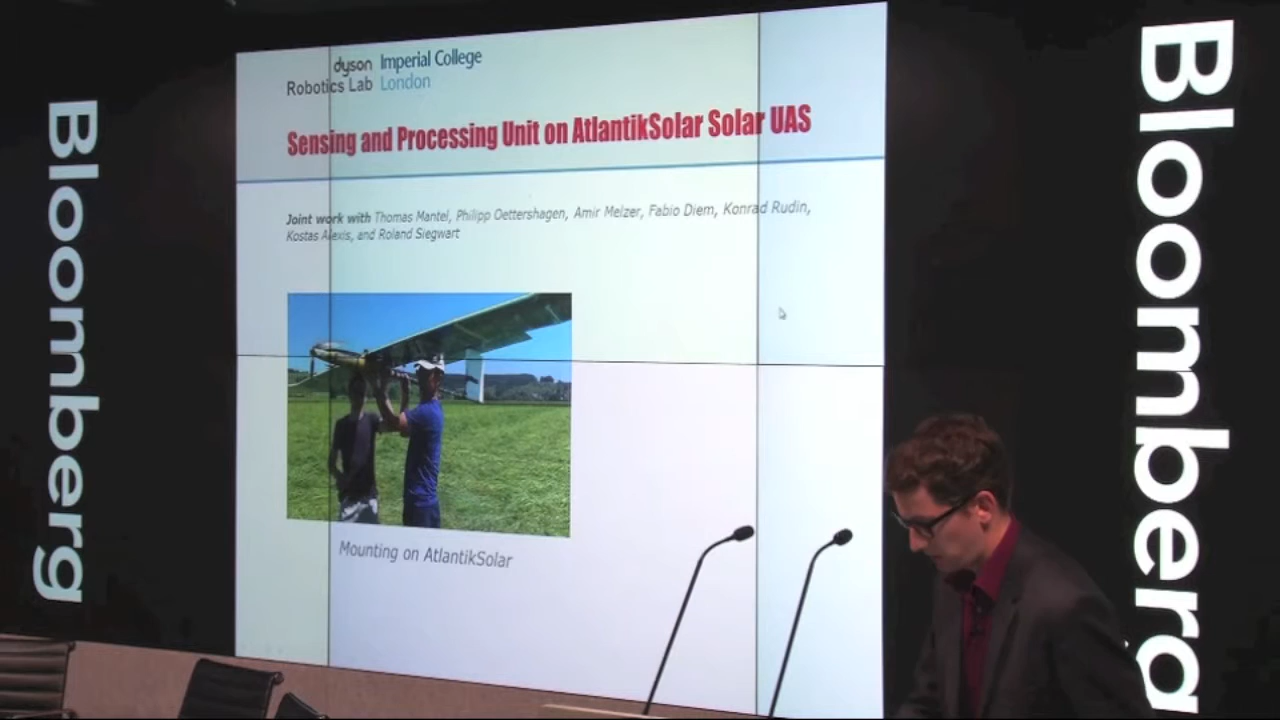 Bloomberg
dyson Imperial College
Robotics Lab London
Sensing and Processing Unit on AtlantikSolar Solar UAS
Joint work with Thomas Mantel, Philipp Oettershagen, Amir Melzer, Fabio Diem, Konrad Rudin,
Kostas Alexis, and Roland Siegwart
Mounting on AtlantikSolar
Bloomberg